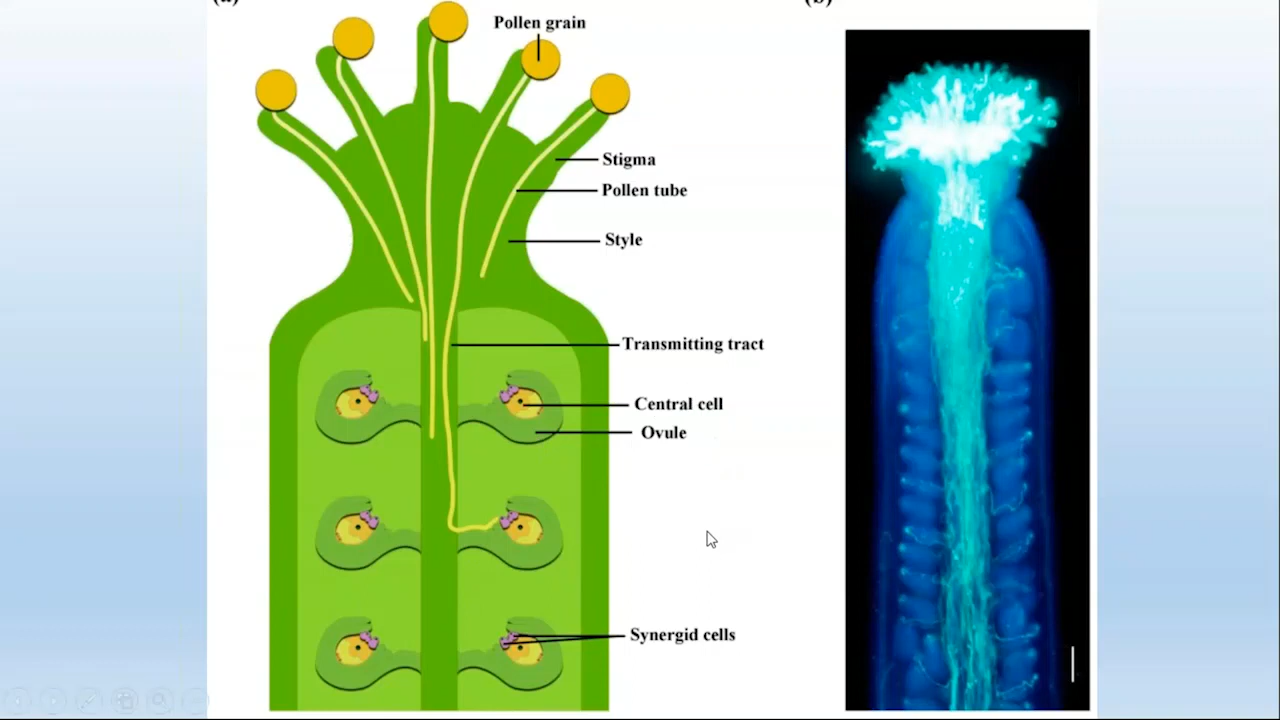 (a)
(b)
Pollen grain
Stigma
Pollen tube
Style
Transmitting tract
Central cell
Ovule
Synergid cells